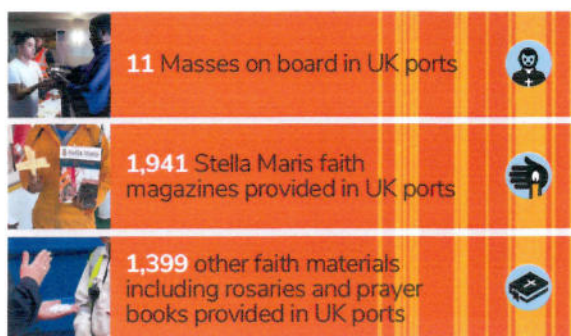 11 Masses on board in UK ports
1,941 Stella Maris faith
magazines provided in UK ports
1,399 other faith materials
including rosaries and prayer
books provided in UK ports